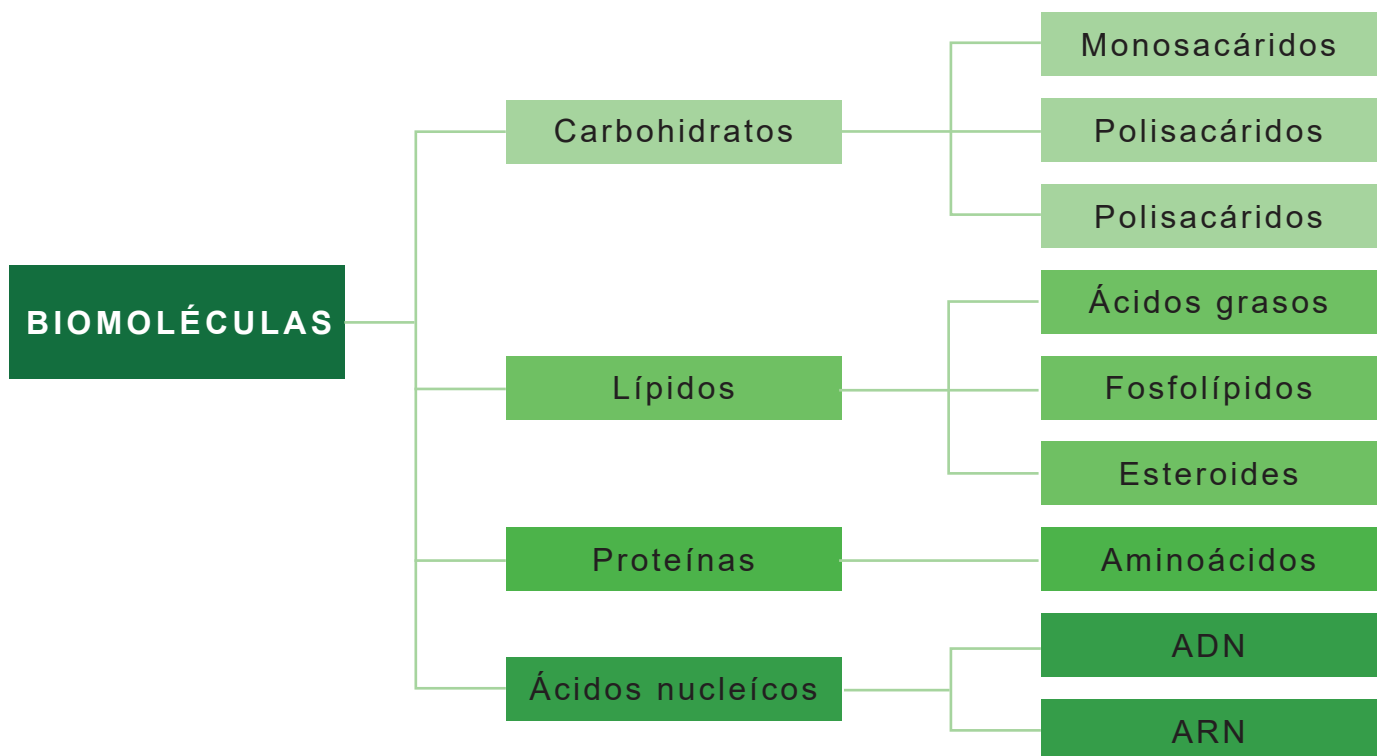 BIOMOLÉCULAS
Carbohidratos
Monosacáridos
Polisacáridos
Polisacáridos
Lípidos
Ácidos grasos
Fosfolípidos
Esteroides
Proteínas
Aminoácidos
Ácidos nucleícos
ADN
ARN